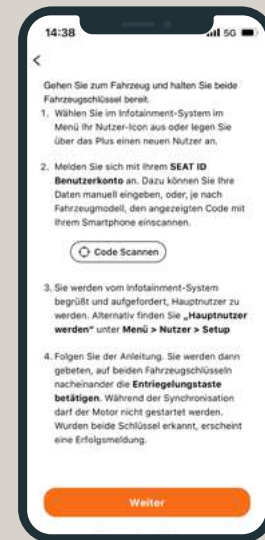 14:38
5G
Gehen Sie zum Fahrzeug und halten Sie beide
Fahrzeugschlüssel bereit.
1. Wählen Sie im Infotainment-System im
Menü Ihr Nutzer-Icon aus oder legen Sie
über das Plus einen neuen Nutzer an.
2. Melden Sie sich mit Ihrem SEAT ID
Benutzerkonto an. Dazu können Sie Ihre
Daten manuell eingeben, oder, je nach
Fahrzeugmodell, den angezeigten Code mit
Ihrem Smartphone einscannen.
Code Scannen
3. Sie werden vom Infotainment-System
begrüßt und aufgefordert, Hauptnutzer zu
werden. Alternativ finden Sie „Hauptnutzer
werden“ unter Menü > Nutzer > Setup
4. Folgen Sie der Anleitung. Sie werden dann
gebeten, auf beiden Fahrzeugschlüsseln
nacheinander die Entriegelungstaste
betätigen. Während der Synchronisation
darf der Motor nicht gestartet werden.
Wurden beide Schlüssel erkannt, erscheint
eine Erfolgsmeldung.
Weiter